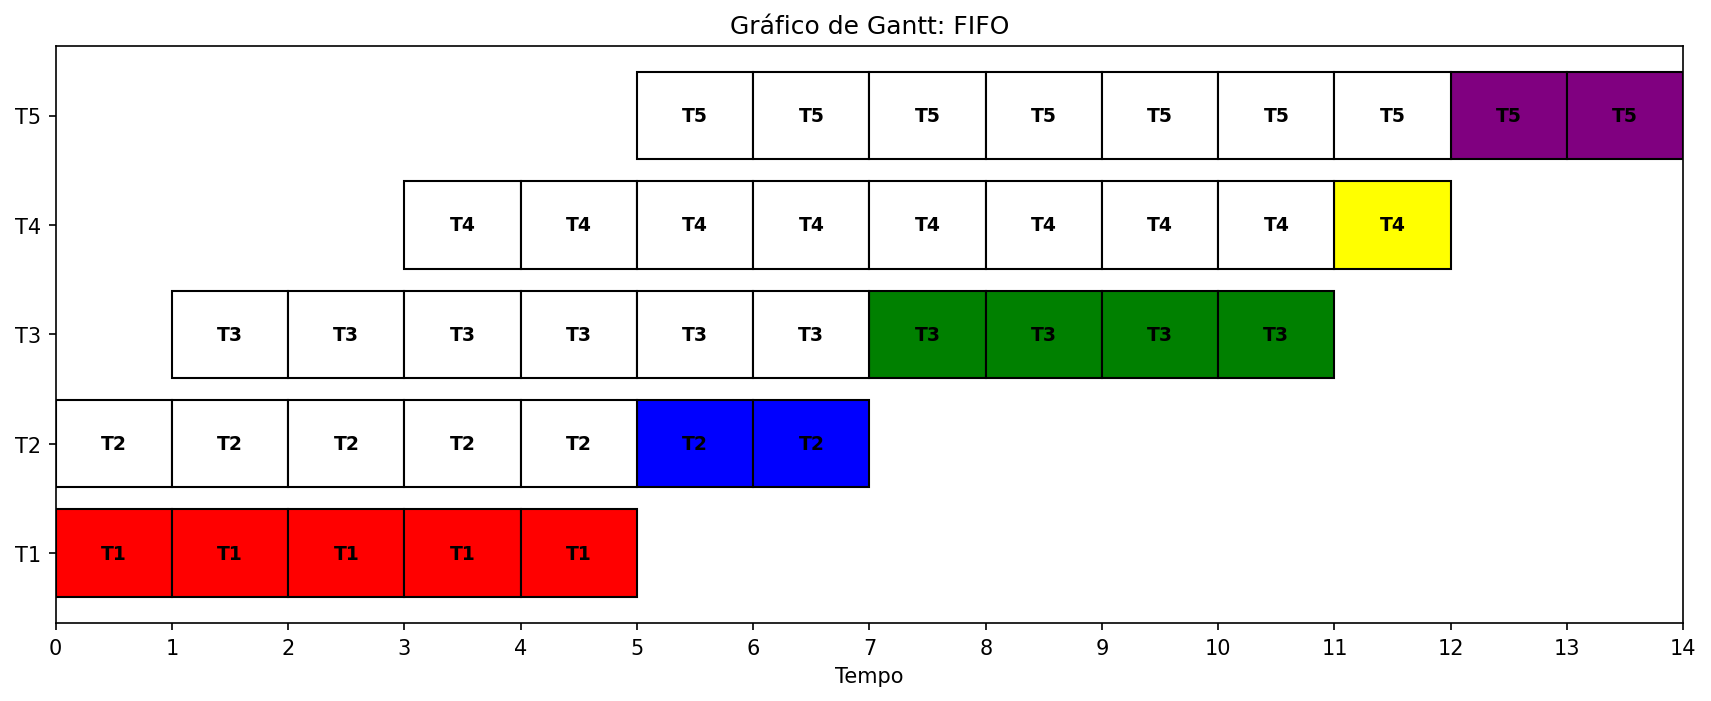 Gráfico de Gantt: FIFO
T5 T5 T5 T5 T5 T5 T5 T5 T5 T5
T4 T4 T4 T4 T4 T4 T4 T4 T4 T4
T3 T3 T3 T3 T3 T3 T3 T3 T3 T3 T3
T2 T2 T2 T2 T2 T2 T2 T2
T1 T1 T1 T1 T1 T1
0 1 2 3 4 5 6 7 8 9 10 11 12 13 14
Tempo